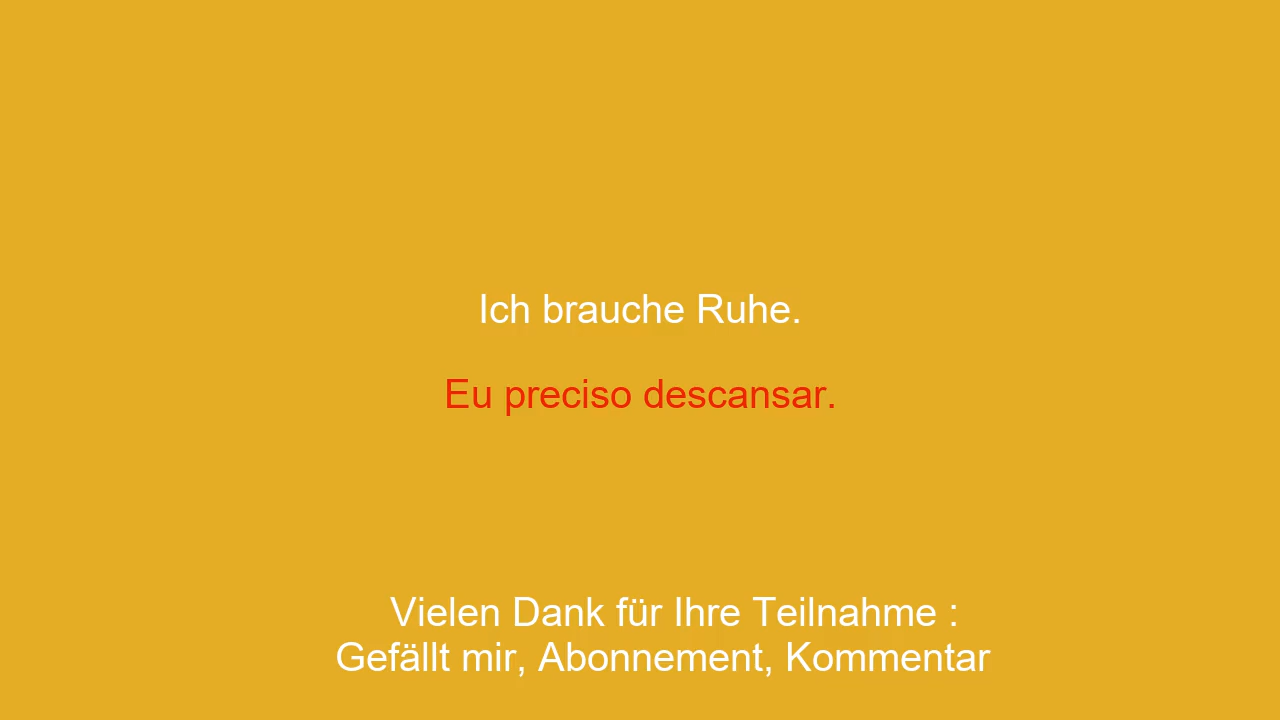 Ich brauche Ruhe.
Eu preciso descansar.
Vielen Dank für Ihre Teilnahme :
Gefällt mir, Abonnement, Kommentar